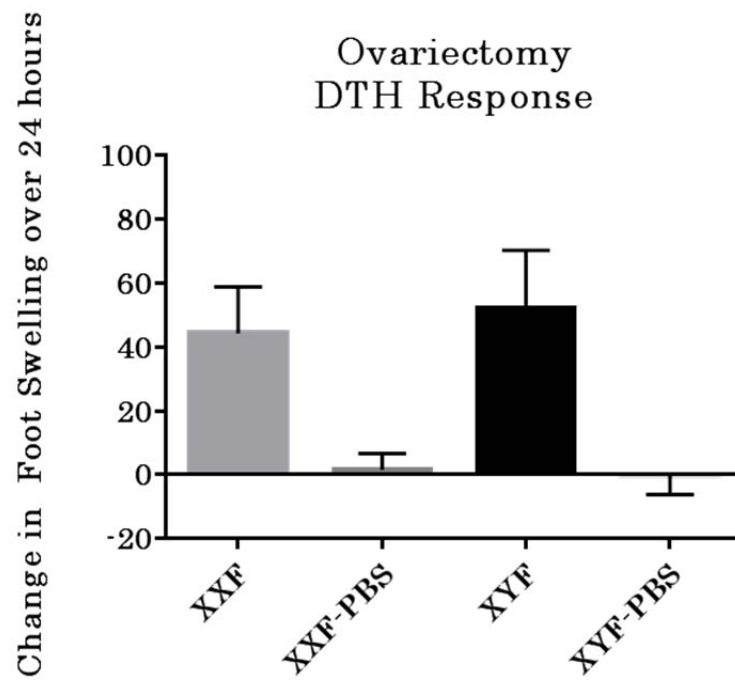 Ovariectomy
DTH Response
Change in Foot Swelling over 24 hours
100
80
60
40
20
0
-20
XXF
XXF-PBS
XYF
XYF-PBS